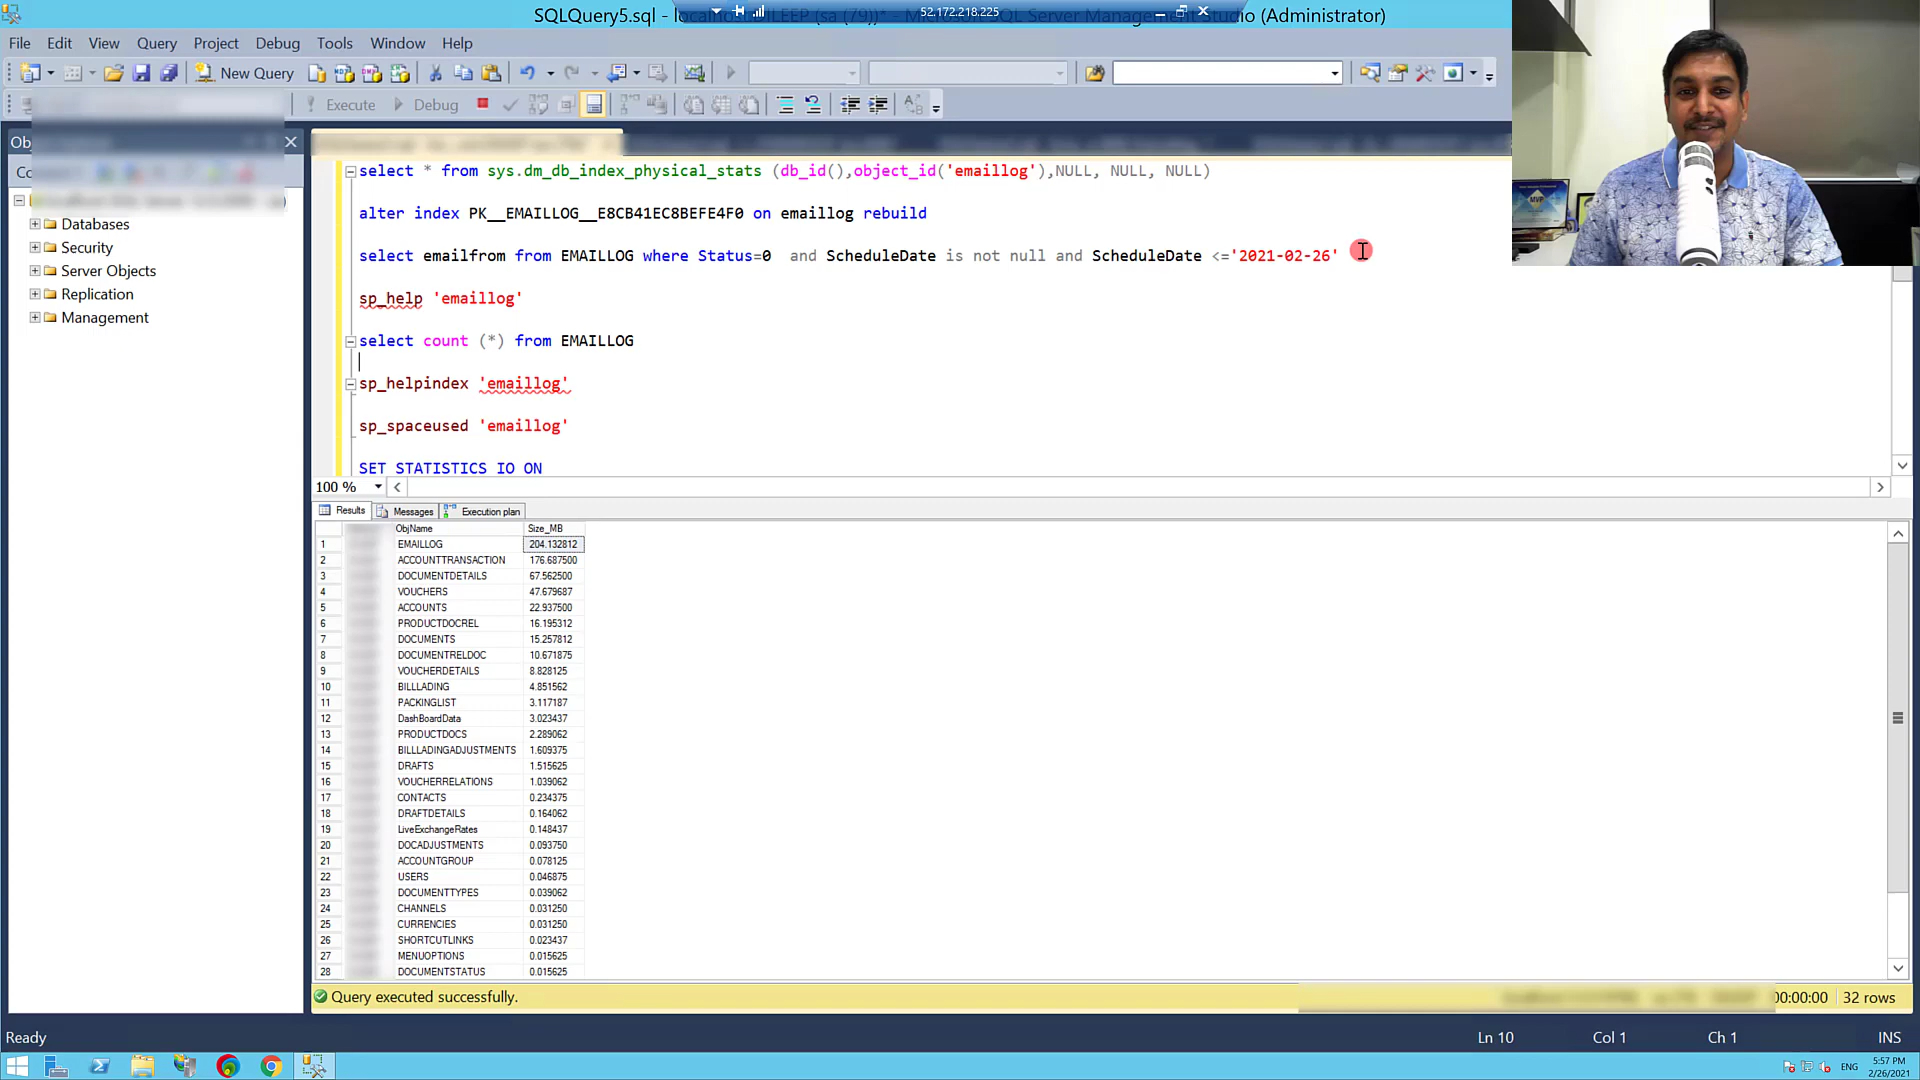 SQLQuery5.sql - loc
52.172.218.225
(sa (79))* - M
Studio (Administrator)
File Edit View Query Project Debug Tools Window Help
New Query
Execute Debug
Ob
Co
Databases
Security
Server Objects
Replication
Management
select * from sys.dm_db_index_physical_stats (db_id(),object_id('emaillog'),NULL, NULL, NULL)
alter index PK__EMAILLOG__E8CB41EC8BEFE4F0 on emaillog rebuild
select emailfrom from EMAILLOG where Status=0 and ScheduleDate is not null and ScheduleDate <='2021-02-26'
sp_help 'emaillog'
select count (*) from EMAILLOG
sp_helpindex 'emaillog'
sp_spaceused 'emaillog'
SET STATISTICS IO ON
100 %
Results Messages Execution plan
ObjName Size_MB
1 EMAILLOG 204.132812
2 ACCOUNTTRANSACTION 176.687500
3 DOCUMENTDETAILS 67.562500
4 VOUCHERS 47.679687
5 ACCOUNTS 22.937500
6 PRODUCTDOCREL 16.195312
7 DOCUMENTS 15.257812
8 DOCUMENTRELDOC 10.671875
9 VOUCHERDETAILS 8.828125
10 BILLLADING 4.851562
11 PACKINGLIST 3.117187
12 DashBoardData 3.023437
13 PRODUCTDOCS 2.289062
14 BILLLADINGADJUSTMENTS 1.609375
15 DRAFTS 1.515625
16 VOUCHERRELATIONS 1.039062
17 CONTACTS 0.234375
18 DRAFTDETAILS 0.164062
19 LiveExchangeRates 0.148437
20 DOCADJUSTMENTS 0.093750
21 ACCOUNTGROUP 0.078125
22 USERS 0.046875
23 DOCUMENTTYPES 0.039062
24 CHANNELS 0.031250
25 CURRENCIES 0.031250
26 SHORTCUTLINKS 0.023437
27 MENUOPTIONS 0.015625
28 DOCUMENTSTATUS 0.015625
Query executed successfully.
00:00:00 32 rows
Ready
Ln 10 Col 1 Ch 1 INS
ENG
5:57 PM
2/26/2021
MVP